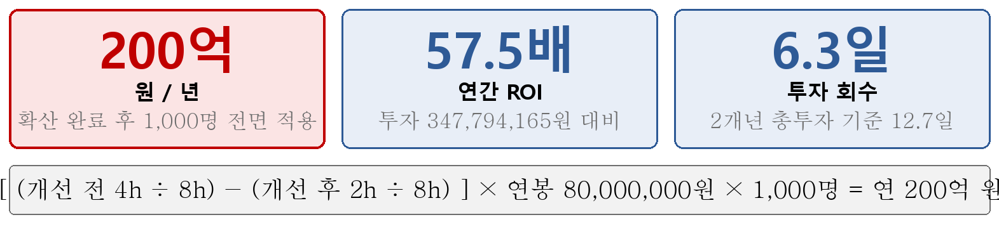 200억
원 / 년
확산 완료 후 1,000명 전면 적용
57.5배
연간 ROI
투자 347,794,165원 대비
6.3일
투자 회수
2개년 총투자 기준 12.7일
[ (개선 전 4h ÷ 8h) − (개선 후 2h ÷ 8h) ] × 연봉 80,000,000원 × 1,000명 = 연 200억 원